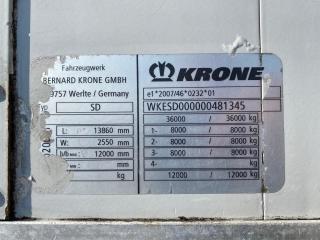 Fahrzeugwerk
BERNARD KRONE GMBH
9757 Werlte / Germany
SD
L: 13860 mm
W: 2550 mm
12000 mm
mm
kg
KRONE
e1*2007/46*0232*01
WKESD000000481345
36000 / 36000 kg
1- 8000 / 8000 kg
2- 8000 / 8000 kg
3- 8000 / 8000 kg
4-
12000 / 12000 kg